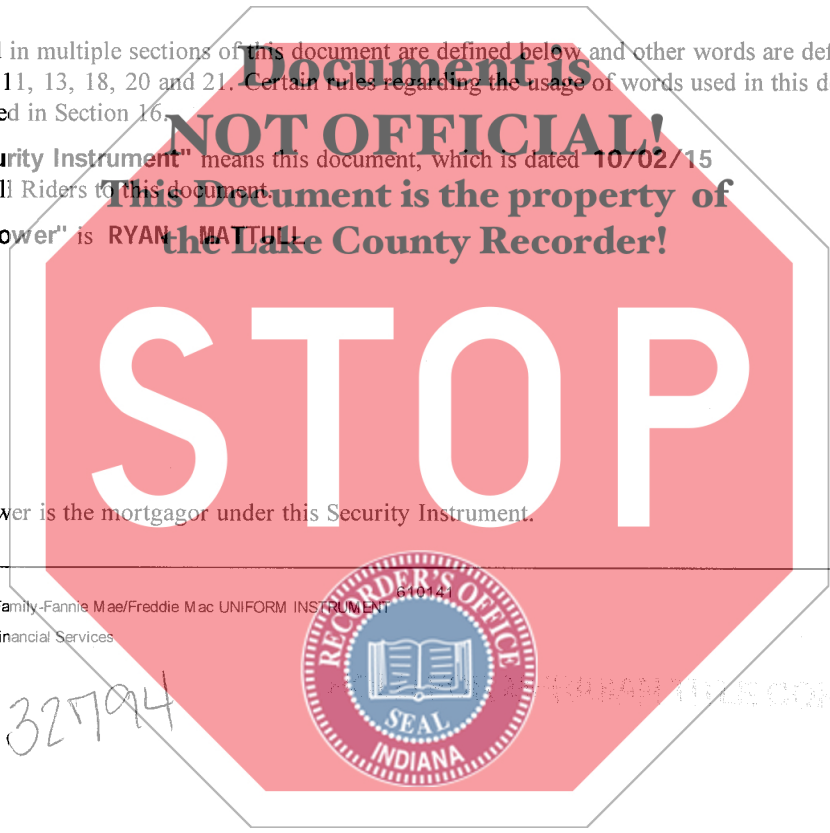 l in multiple sections of this document are defined below and other words are def
11, 13, 18, 20 and 21. Certain rules regarding the usage of words used in this d
ed in Section 16.
Document is
NOT OFFICIAL!
urity Instrument" means this document, which is dated 10/02/15
ll Riders to this document.
This Document is the property of
ower" is RYAN MATTULL
the Lake County Recorder!
STOP
wer is the mortgagor under this Security Instrument.
610141
Family-Fannie Mae/Freddie Mac UNIFORM INSTRUMENT
inancial Services
RECORDER'S OFFICE
SEAL
INDIANA
32794